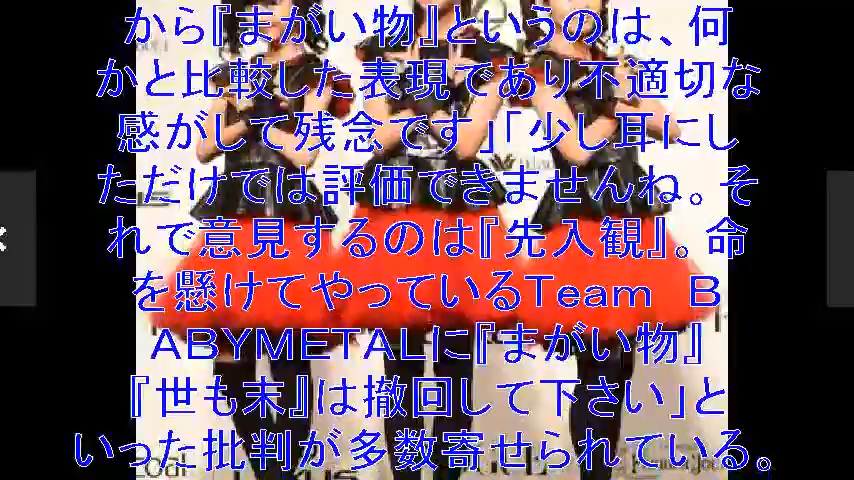 から『まがい物』というのは、何
かと比較した表現であり不適切な
感がして残念です」「少し耳にし
ただけでは評価できませんね。そ
れで意見するのは『先入観』。命
を懸けてやっているTeam B
ABYMETALに『まがい物』
『世も末』は撤回して下さい」と
いった批判が多数寄せられている。